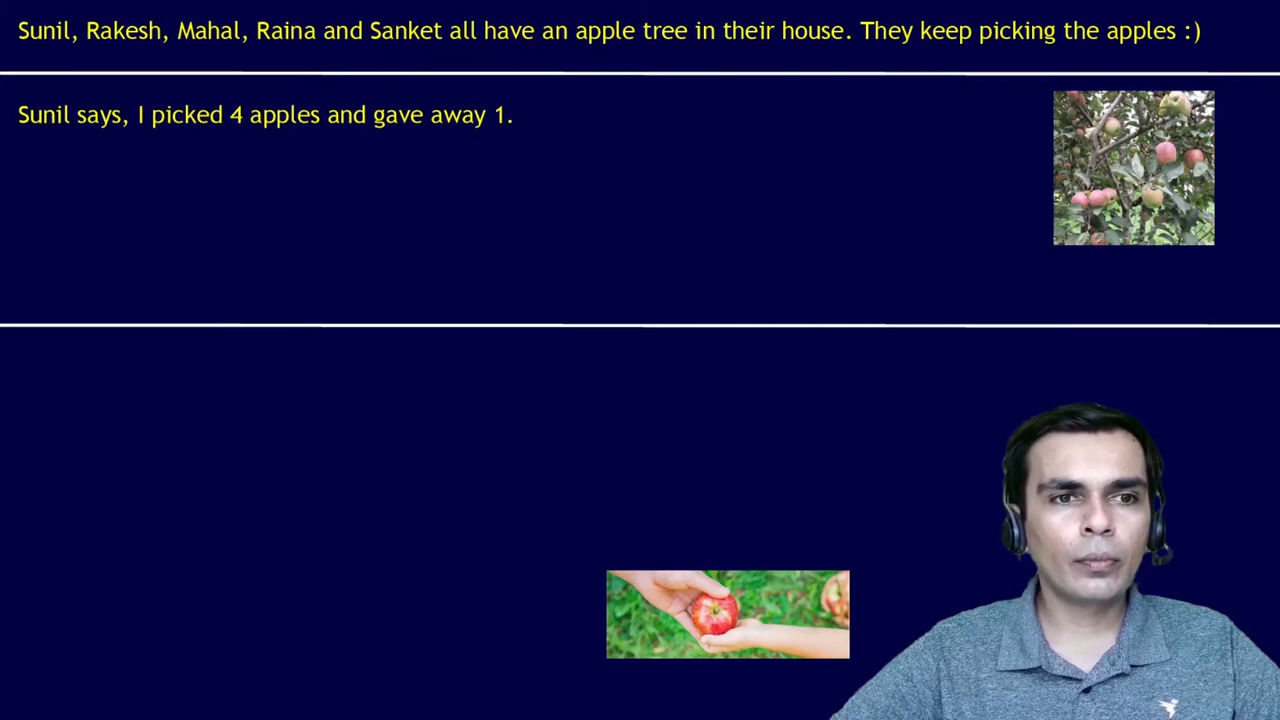 Sunil, Rakesh, Mahal, Raina and Sanket all have an apple tree in their house. They keep picking the apples :)
Sunil says, I picked 4 apples and gave away 1.